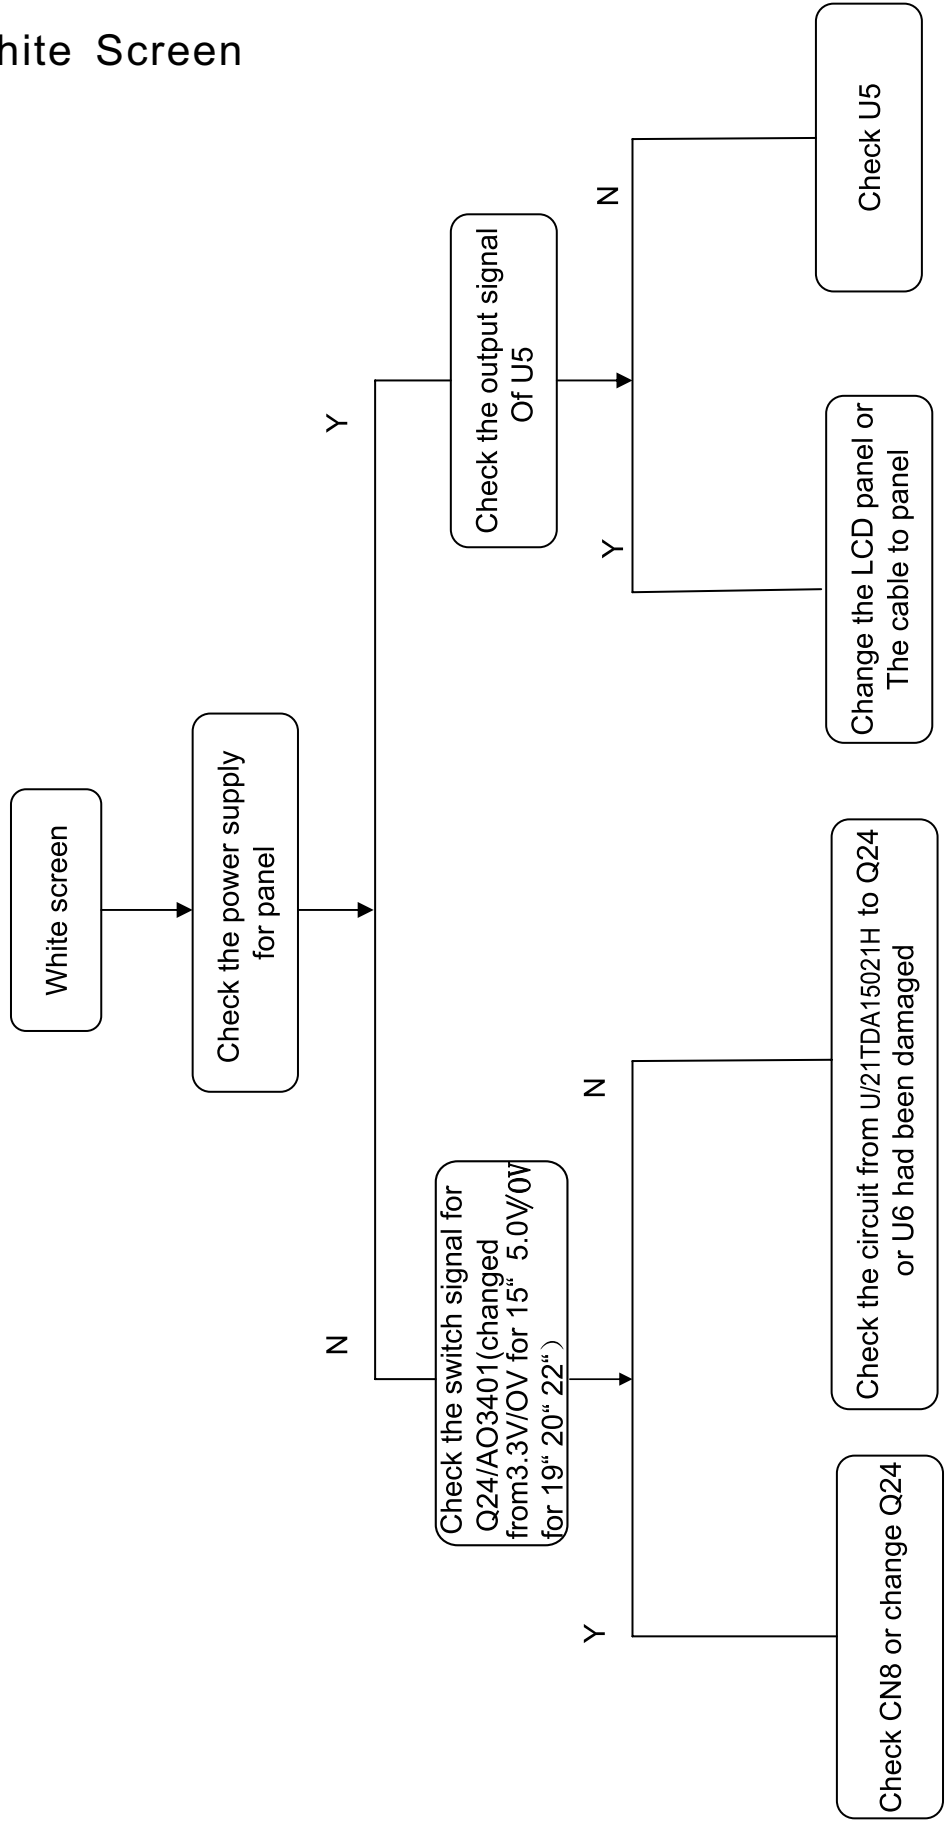 hite Screen
White screen
Check the power supply
for panel
N
Y
Check the switch signal for
Q24/AO3401(changed
from3.3V/OV for 15“ 5.0V/0V
for 19“ 20“ 22“）
Check the output signal
Of U5
Y
N
Y
N
Check CN8 or change Q24
Check the circuit from U/21TDA15021H to Q24
or U6 had been damaged
Change the LCD panel or
The cable to panel
Check U5